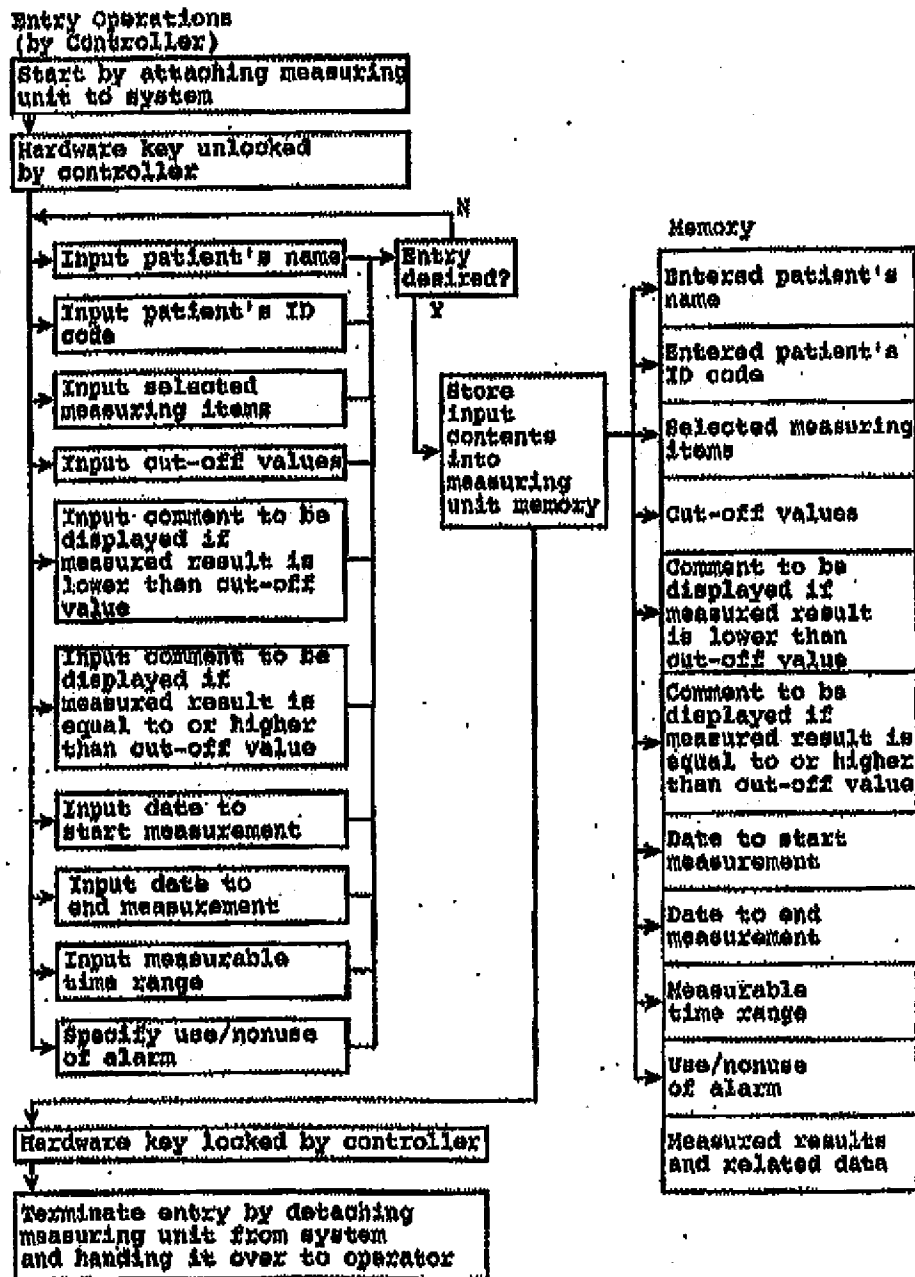 Entry Operations
(by Controller)
Start by attaching measuring
unit to system
Hardware key unlocked
by controller
N
Input patient's name
Entry
desired?
Y
Input patient's ID
code
Input selected
measuring items
Input cut-off values
Input comment to be
displayed if
measured result is
lower than cut-off
value
Input comment to be
displayed if
measured result is
equal to or higher
than cut-off value
Input date to
start measurement
Input date to
end measurement
Input measurable
time range
Specify use/nonuse
of alarm
Store
input
contents
into
measuring
unit memory
Hardware key locked by controller
Terminate entry by detaching
measuring unit from system
and handing it over to operator
Memory
Entered patient's
name
Entered patient's
ID code
Selected measuring
items
Cut-off values
Comment to be
displayed if
measured result
is lower than
cut-off value
Comment to be
displayed if
measured result is
equal to or higher
than cut-off value
Date to start
measurement
Date to end
measurement
Measurable
time range
Use/nonuse
of alarm
Measured results
and related data